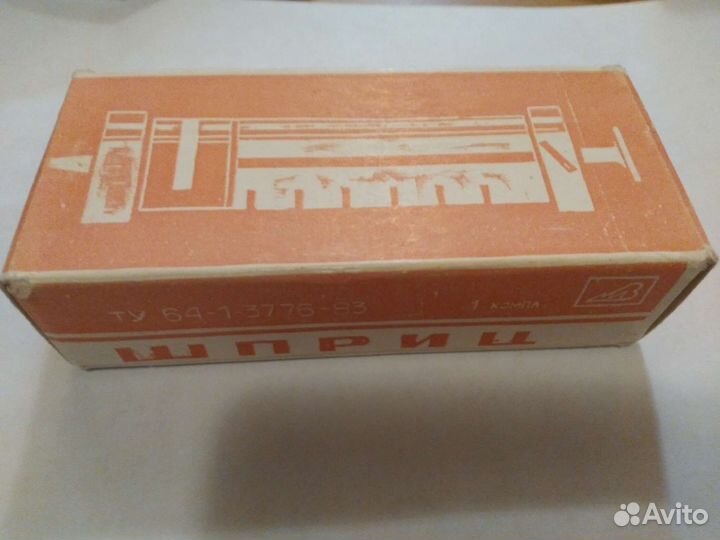 ТУ 64-1-3776-83
1 компл.
ШПРИЦ
Avito